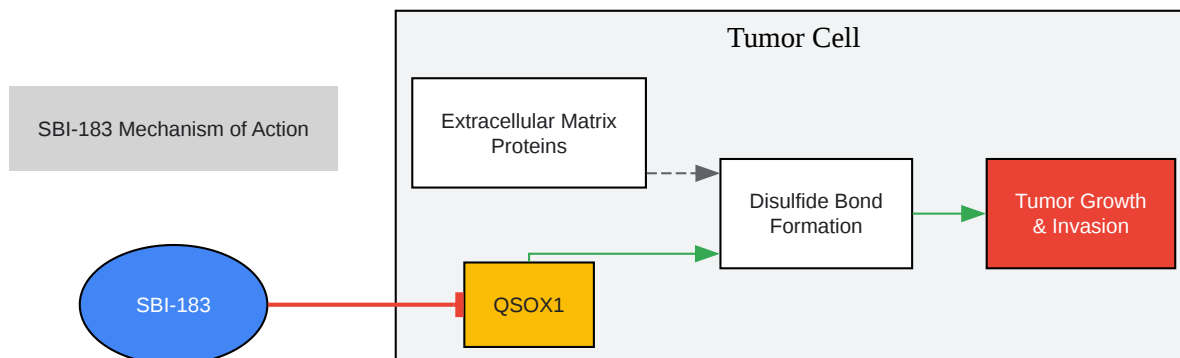 Tumor Cell
SBI-183 Mechanism of Action
Extracellular Matrix
Proteins
Disulfide Bond
Formation
Tumor Growth
& Invasion
SBI-183
QSOX1